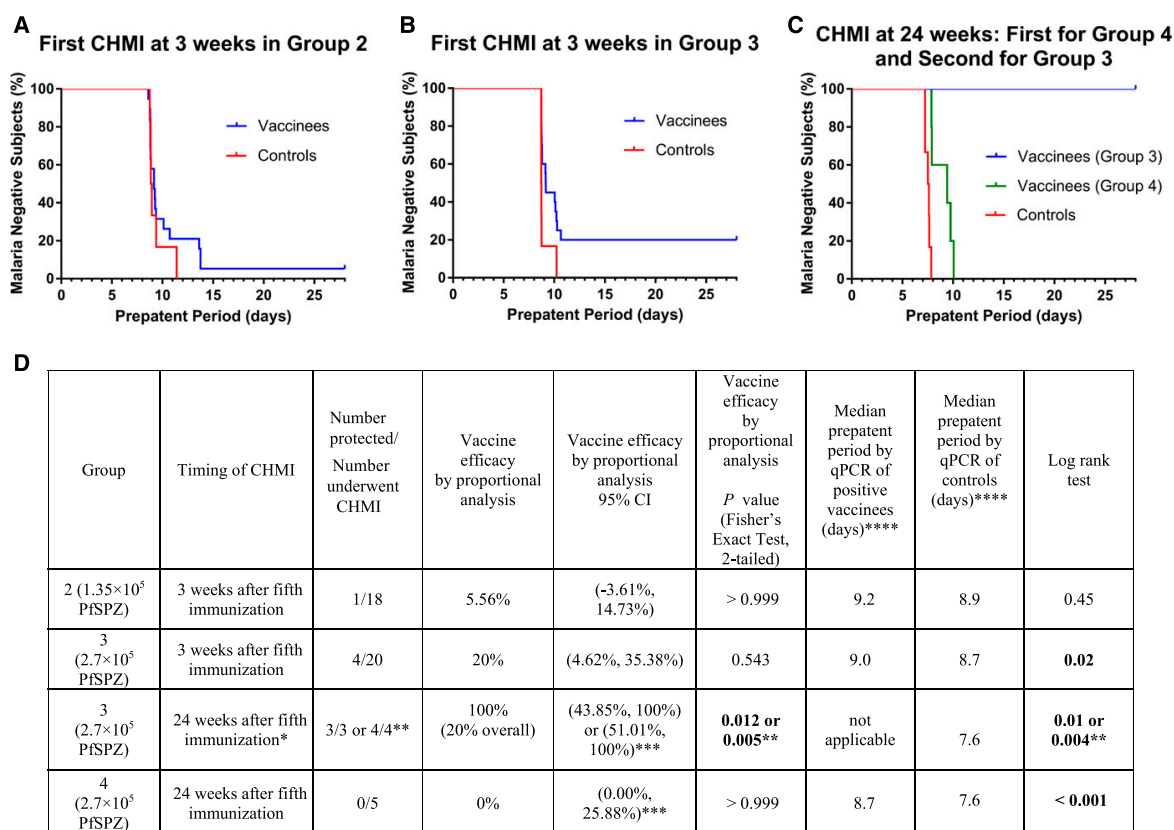 A
First CHMI at 3 weeks in Group 2
Malaria Negative Subjects (%)
100
80
60
40
20
0
0 5 10 15 20 25
Prepatent Period (days)
Vaccinees
Controls
B
First CHMI at 3 weeks in Group 3
Malaria Negative Subjects (%)
100
80
60
40
20
0
0 5 10 15 20 25
Prepatent Period (days)
Vaccinees
Controls
C
CHMI at 24 weeks: First for Group 4
and Second for Group 3
Malaria Negative Subjects (%)
100
80
60
40
20
0
0 5 10 15 20 25
Prepatent Period (days)
Vaccinees (Group 3)
Vaccinees (Group 4)
Controls
D
Group
Timing of CHMI
Number
protected/
Number
underwent
CHMI
Vaccine
efficacy
by proportional
analysis
Vaccine efficacy
by proportional
analysis
95% CI
Vaccine
efficacy
by
proportional
analysis
P value
(Fisher's
Exact Test,
2-tailed)
Median
prepatent
period by
qPCR of
positive
vaccinees
(days)****
Median
prepatent
period by
qPCR of
controls
(days)****
Log rank
test
2 (1.35×10⁵
PfSPZ)
3 weeks after fifth
immunization
1/18
5.56%
(-3.61%,
14.73%)
> 0.999
9.2
8.9
0.45
3
(2.7×10⁵
PfSPZ)
3 weeks after fifth
immunization
4/20
20%
(4.62%, 35.38%)
0.543
9.0
8.7
0.02
3
(2.7×10⁵
PfSPZ)
24 weeks after fifth
immunization*
3/3 or 4/4**
100%
(20% overall)
(43.85%, 100%)
or (51.01%,
100%)***
0.012 or
0.005**
not
applicable
7.6
0.01 or
0.004**
4
(2.7×10⁵
PfSPZ)
24 weeks after fifth
immunization
0/5
0%
(0.00%,
25.88%)***
> 0.999
8.7
7.6
< 0.001